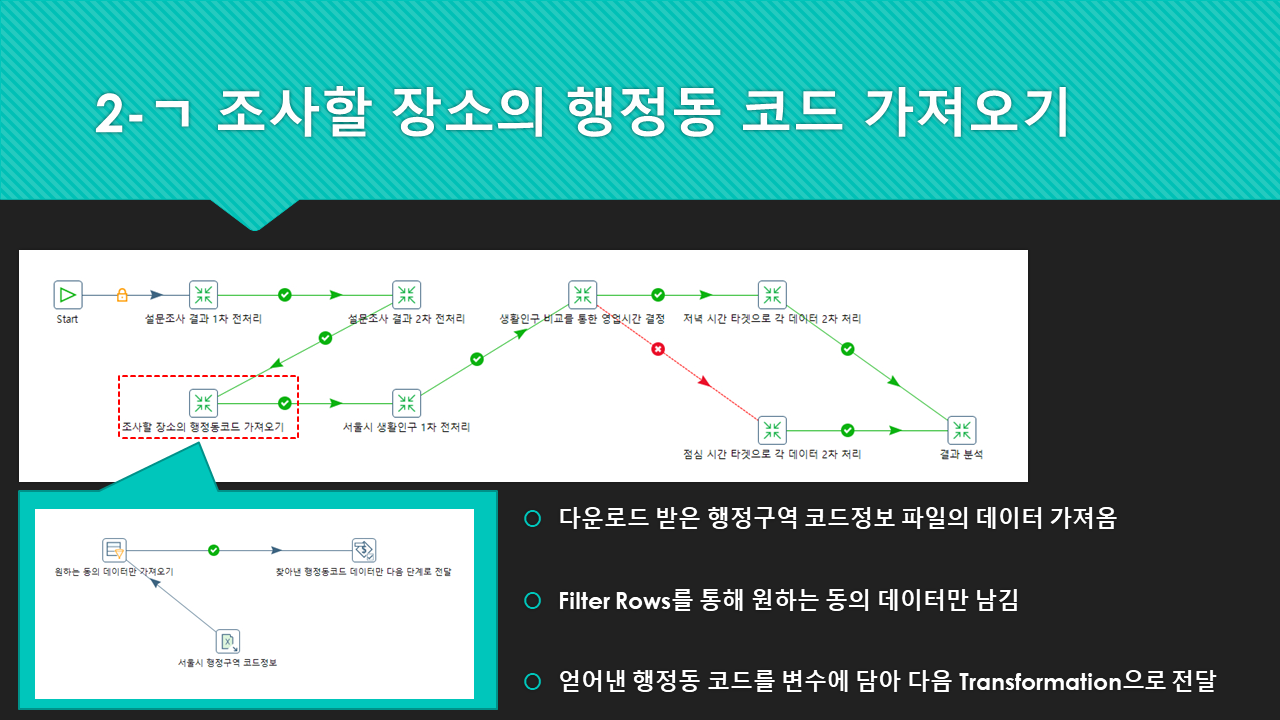 2-ㄱ 조사할 장소의 행정동 코드 가져오기
Start
설문조사 결과 1차 전처리
설문조사 결과 2차 전처리
생활인구 비교를 통한 영업시간 결정
저녁 시간 타겟으로 각 데이터 2차 처리
조사할 장소의 행정동코드 가져오기
서울시 생활인구 1차 전처리
점심 시간 타겟으로 각 데이터 2차 처리
결과 분석
원하는 동의 데이터만 가져오기
찾아낸 행정동코드 데이터만 다음 단계로 전달
서울시 행정구역 코드정보
다운로드 받은 행정구역 코드정보 파일의 데이터 가져옴
Filter Rows를 통해 원하는 동의 데이터만 남김
얻어낸 행정동 코드를 변수에 담아 다음 Transformation으로 전달